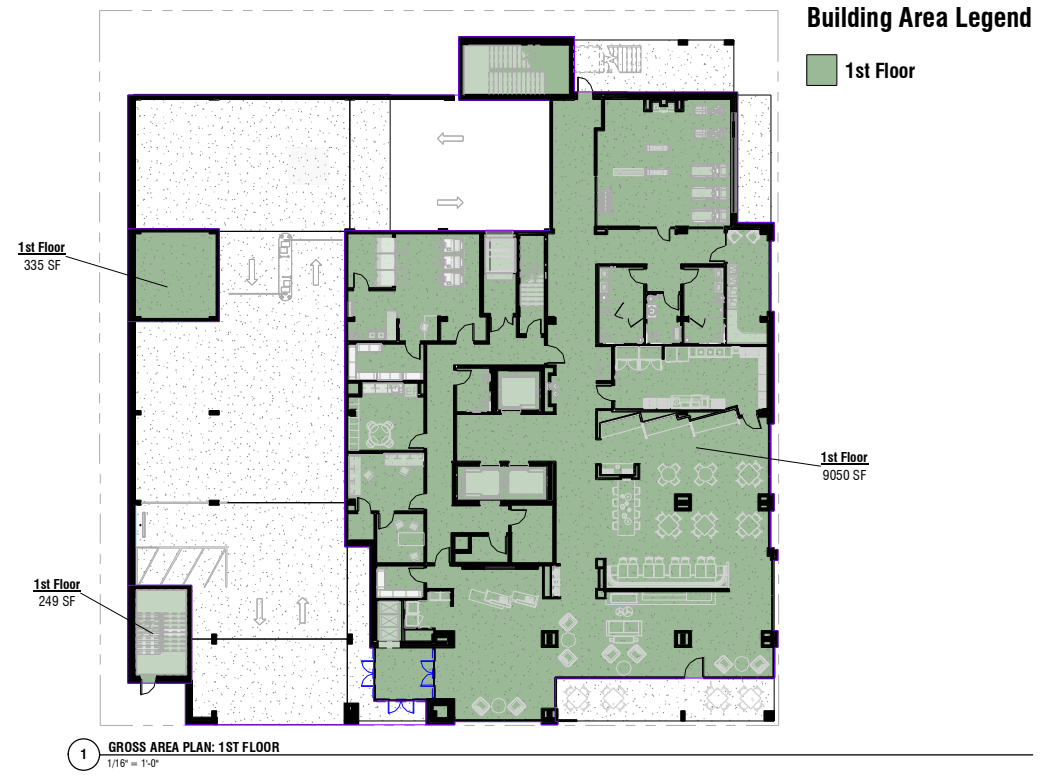 Building Area Legend
1st Floor
1st Floor
335 SF
1st Floor
9050 SF
1st Floor
249 SF
1
GROSS AREA PLAN: 1ST FLOOR
1/16" = 1'-0"